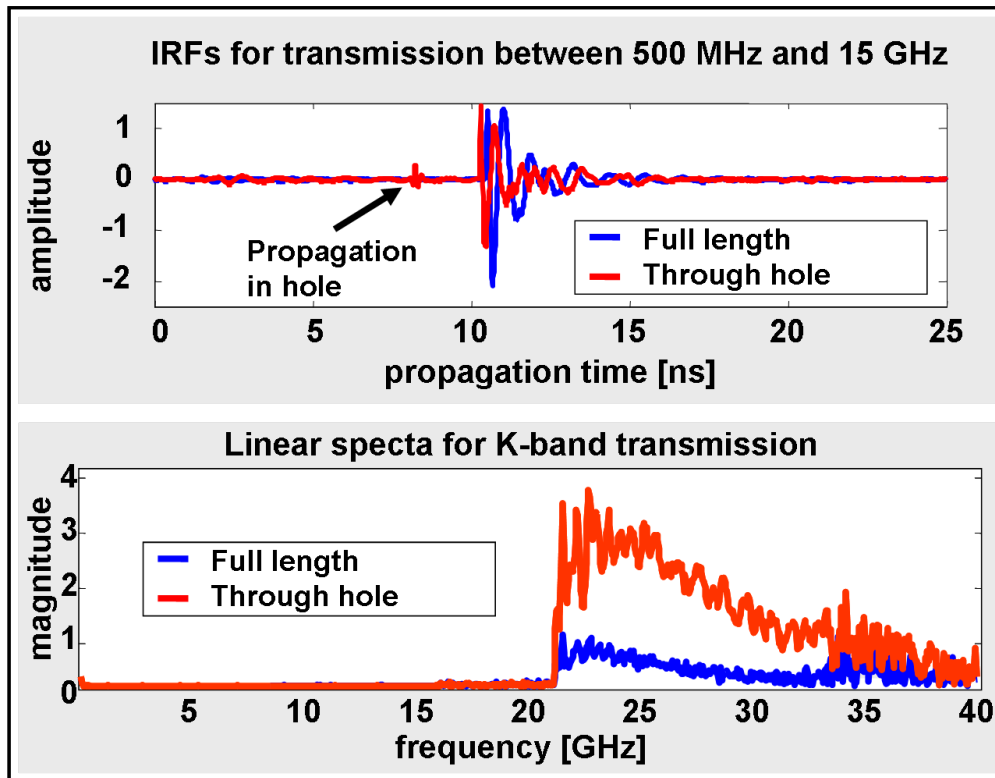 IRFs for transmission between 500 MHz and 15 GHz
amplitude
1
0
-1
-2
Propagation
in hole
Full length
Through hole
0 5 10 15 20 25
propagation time [ns]
Linear specta for K-band transmission
magnitude
4
3
2
1
0
Full length
Through hole
5 10 15 20 25 30 35 40
frequency [GHz]